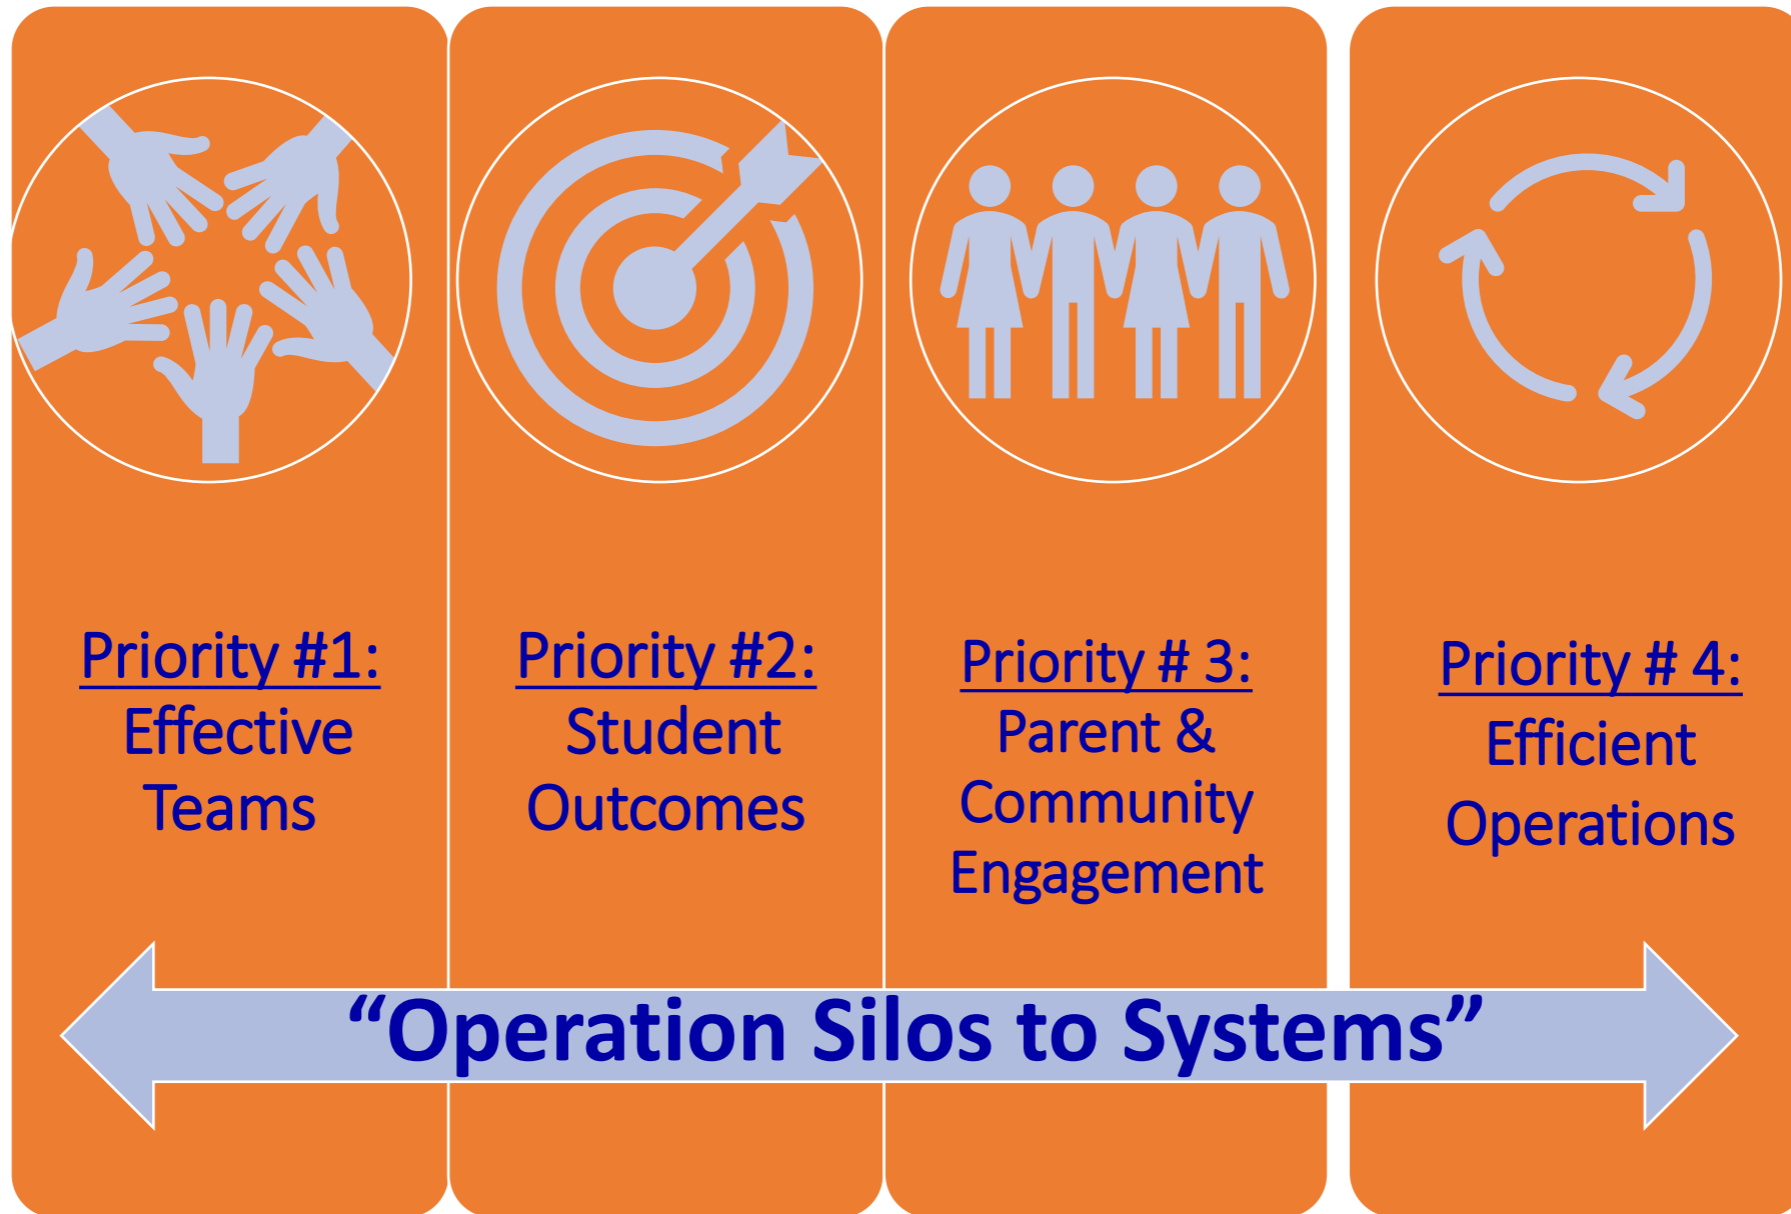 Priority #1:
Effective
Teams
Priority #2:
Student
Outcomes
Priority # 3:
Parent &
Community
Engagement
Priority # 4:
Efficient
Operations
“Operation Silos to Systems”